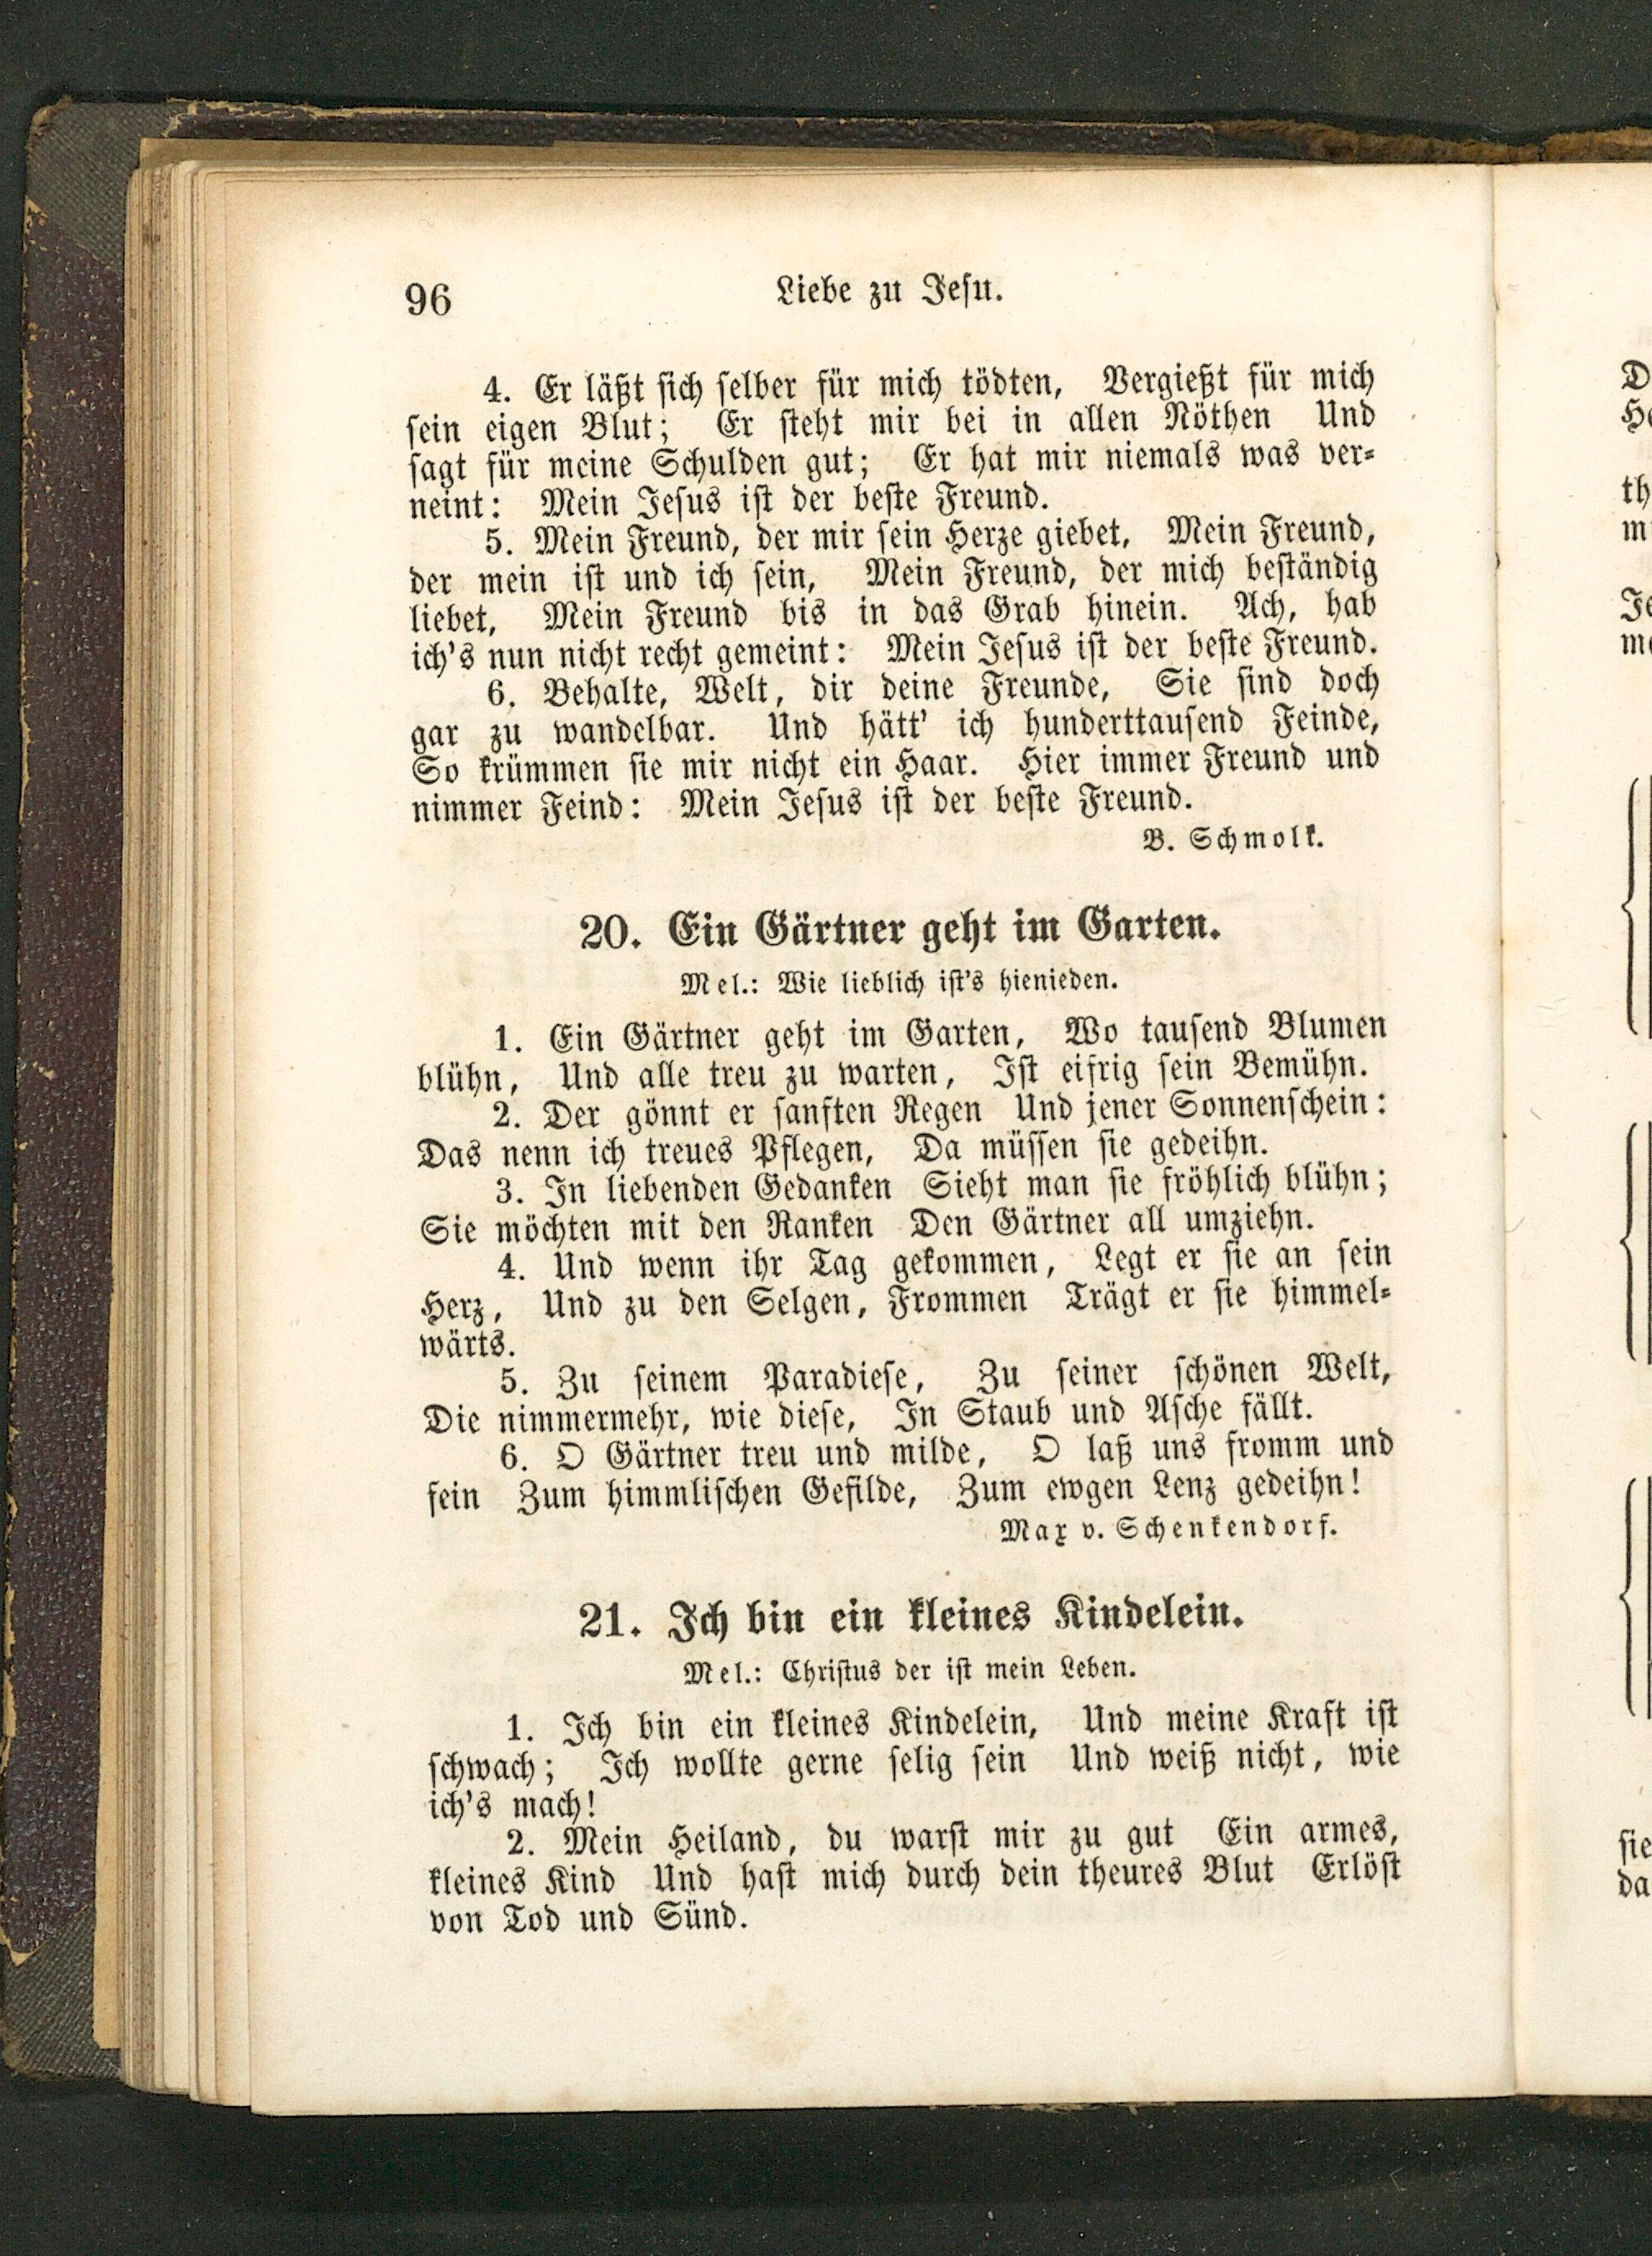 96
Liebe zu Jesu.
4. Er läßt sich selber für mich tödten, Vergießt für mich
sein eigen Blut; Er steht mir bei in allen Nöthen Und
sagt für meine Schulden gut; Er hat mir niemals was ver-
neint: Mein Jesus ist der beste Freund.
5. Mein Freund, der mir sein Herze giebet, Mein Freund,
der mein ist und ich sein, Mein Freund, der mich beständig
liebet, Mein Freund bis in das Grab hinein. Ach, hab
ich's nun nicht recht gemeint: Mein Jesus ist der beste Freund.
6. Behalte, Welt, dir deine Freunde, Sie sind doch
gar zu wandelbar. Und hätt' ich hunderttausend Feinde,
So krümmen sie mir nicht ein Haar. Hier immer Freund und
nimmer Feind: Mein Jesus ist der beste Freund.
B. Schmolk.
20. Ein Gärtner geht im Garten.
Mel.: Wie lieblich ist's hienieden.
1. Ein Gärtner geht im Garten, Wo tausend Blumen
blühn, Und alle treu zu warten, Ist eifrig sein Bemühn.
2. Der gönnt er sanften Regen Und jener Sonnenschein:
Das nenn ich treues Pflegen, Da müssen sie gedeihn.
3. In liebenden Gedanken Sieht man sie fröhlich blühn;
Sie möchten mit den Ranken Den Gärtner all umziehn.
4. Und wenn ihr Tag gekommen, Legt er sie an sein
Herz, Und zu den Selgen, Frommen Trägt er sie himmel-
wärts.
5. Zu seinem Paradiese, Zu seiner schönen Welt,
Die nimmermehr, wie diese, In Staub und Asche fällt.
6. O Gärtner treu und milde, O laß uns fromm und
fein Zum himmlischen Gefilde, Zum ewgen Lenz gedeihn!
Max v. Schenkendorf.
21. Ich bin ein kleines Kindelein.
Mel.: Christus der ist mein Leben.
1. Ich bin ein kleines Kindelein, Und meine Kraft ist
schwach; Ich wollte gerne selig sein Und weiß nicht, wie
ich's mach!
2. Mein Heiland, du warst mir zu gut Ein armes,
kleines Kind Und hast mich durch dein theures Blut Erlöst
von Tod und Sünd.